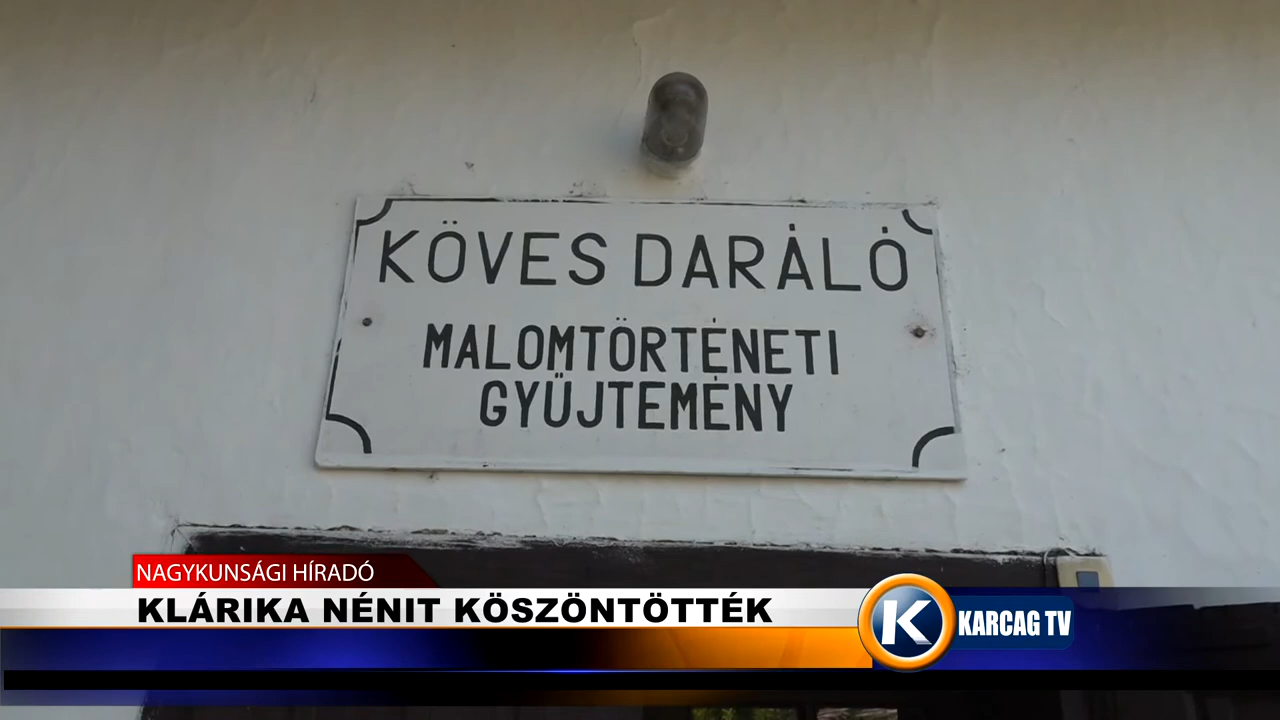 KÖVES DARÁLÓ
MALOMTÖRTÉNETI
GYŰJTEMÉNY
NAGYKUNSÁGI HÍRADÓ
KLÁRIKA NÉNIT KÖSZÖNTÖTTÉK
K KARCAG TV